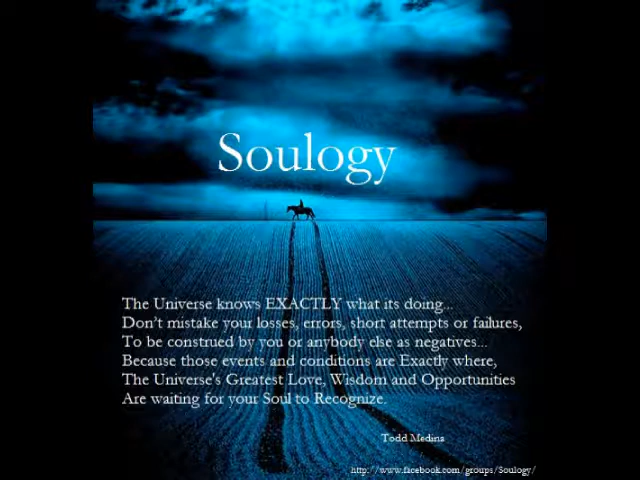 Soulogy
The Universe knows EXACTLY what its doing...
Don't mistake your losses, errors, short attempts or failures,
To be construed by you or anybody else as negatives...
Because those events and conditions are Exactly where,
The Universe's Greatest Love, Wisdom and Opportunities
Are waiting for your Soul to Recognize.
Todd Medina
http://www.facebook.com/groups/Soulogy/